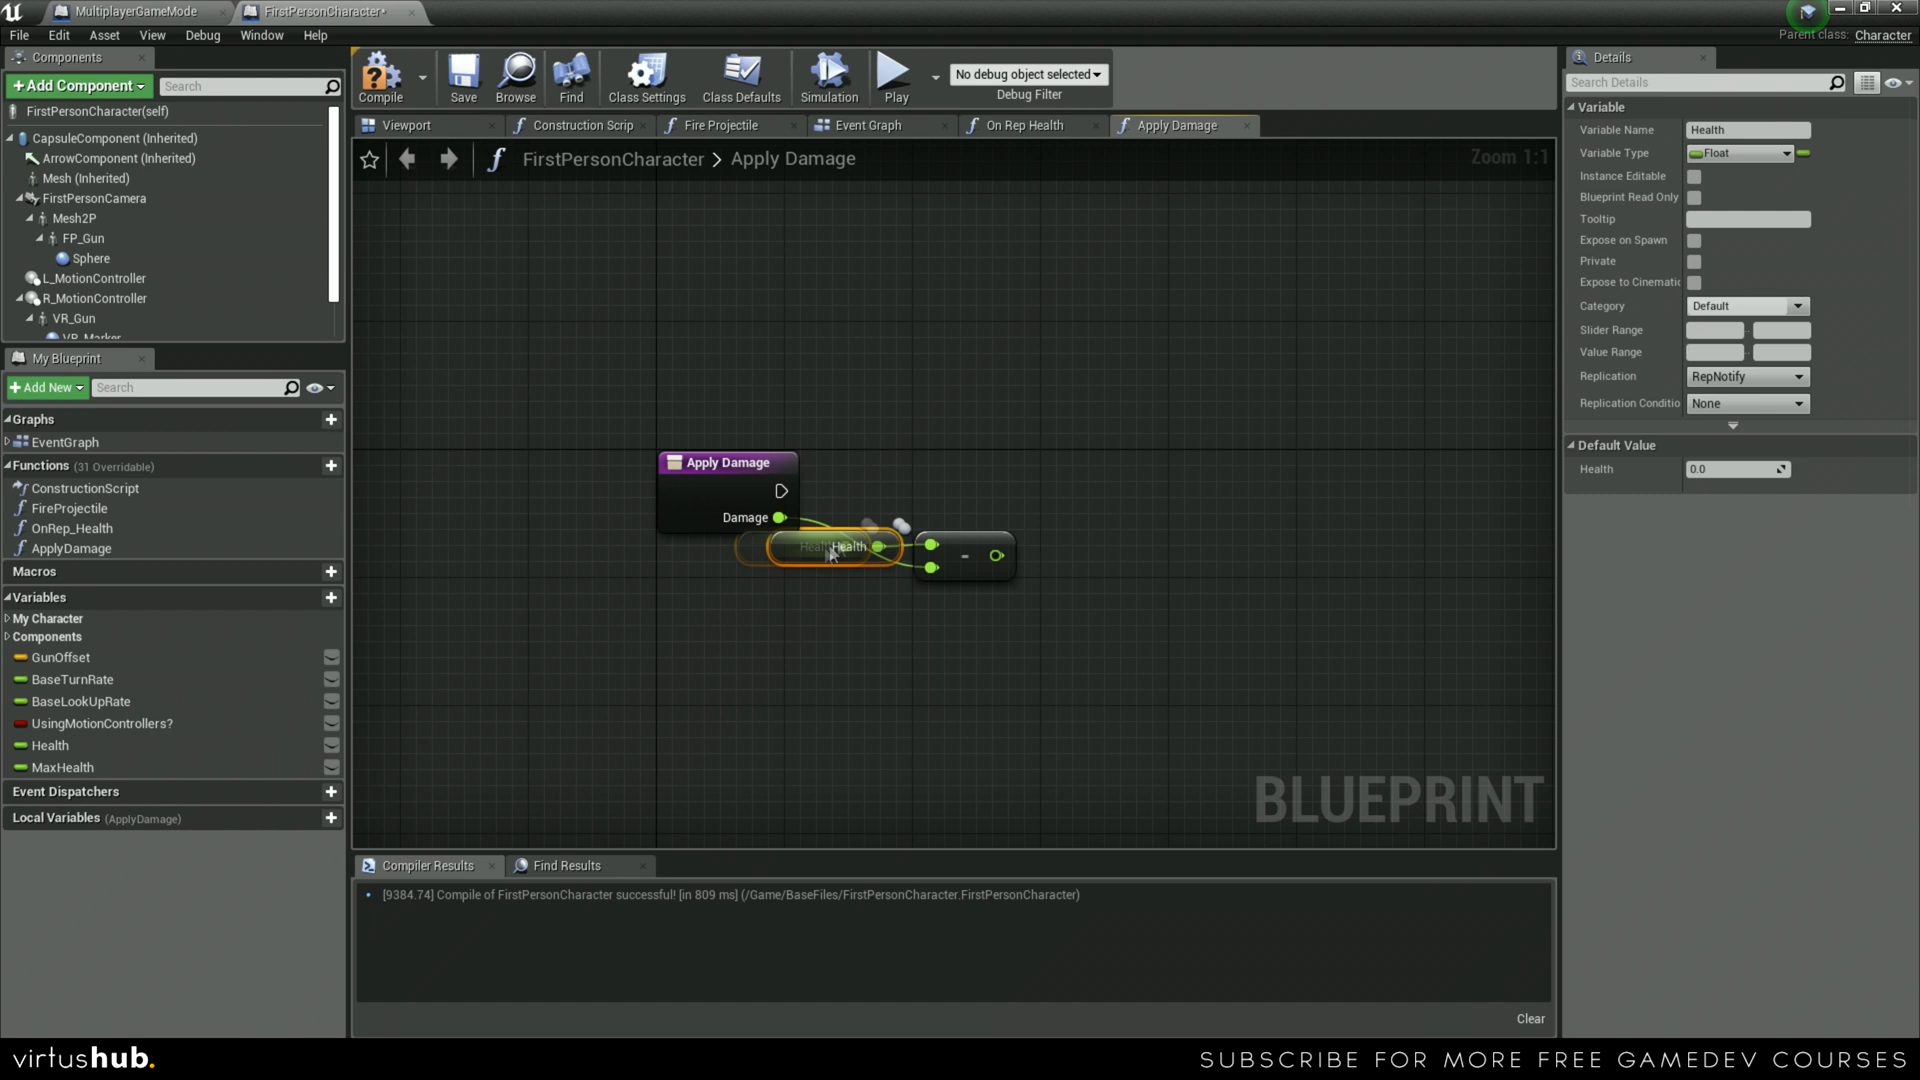 MultiplayerGameMode
FirstPersonCharacter*
File Edit Asset View Debug Window Help
Parent class: Character
Components
+Add Component
Search
FirstPersonCharacter(self)
CapsuleComponent (Inherited)
ArrowComponent (Inherited)
Mesh (Inherited)
FirstPersonCamera
Mesh2P
FP_Gun
Sphere
L_MotionController
R_MotionController
VR_Gun
VR_Marker
My Blueprint
+Add New
Search
Graphs
EventGraph
Functions (31 Overridable)
ConstructionScript
FireProjectile
OnRep_Health
ApplyDamage
Macros
Variables
My Character
Components
GunOffset
BaseTurnRate
BaseLookUpRate
UsingMotionControllers?
Health
MaxHealth
Event Dispatchers
Local Variables (ApplyDamage)
Compile
Save
Browse
Find
Class Settings
Class Defaults
Simulation
Play
No debug object selected
Debug Filter
Viewport
Construction Scrip
Fire Projectile
Event Graph
On Rep Health
Apply Damage
FirstPersonCharacter > Apply Damage
Zoom 1:1
Apply Damage
Damage
Health
-
BLUEPRINT
Compiler Results
Find Results
[9384.74] Compile of FirstPersonCharacter successful! [in 809 ms] (/Game/BaseFiles/FirstPersonCharacter.FirstPersonCharacter)
Clear
Details
Search Details
Variable
Variable Name Health
Variable Type Float
Instance Editable
Blueprint Read Only
Tooltip
Expose on Spawn
Private
Expose to Cinematic
Category Default
Slider Range
Value Range
Replication RepNotify
Replication Conditio None
Default Value
Health 0.0
virtushub.
SUBSCRIBE FOR MORE FREE GAMEDEV COURSES